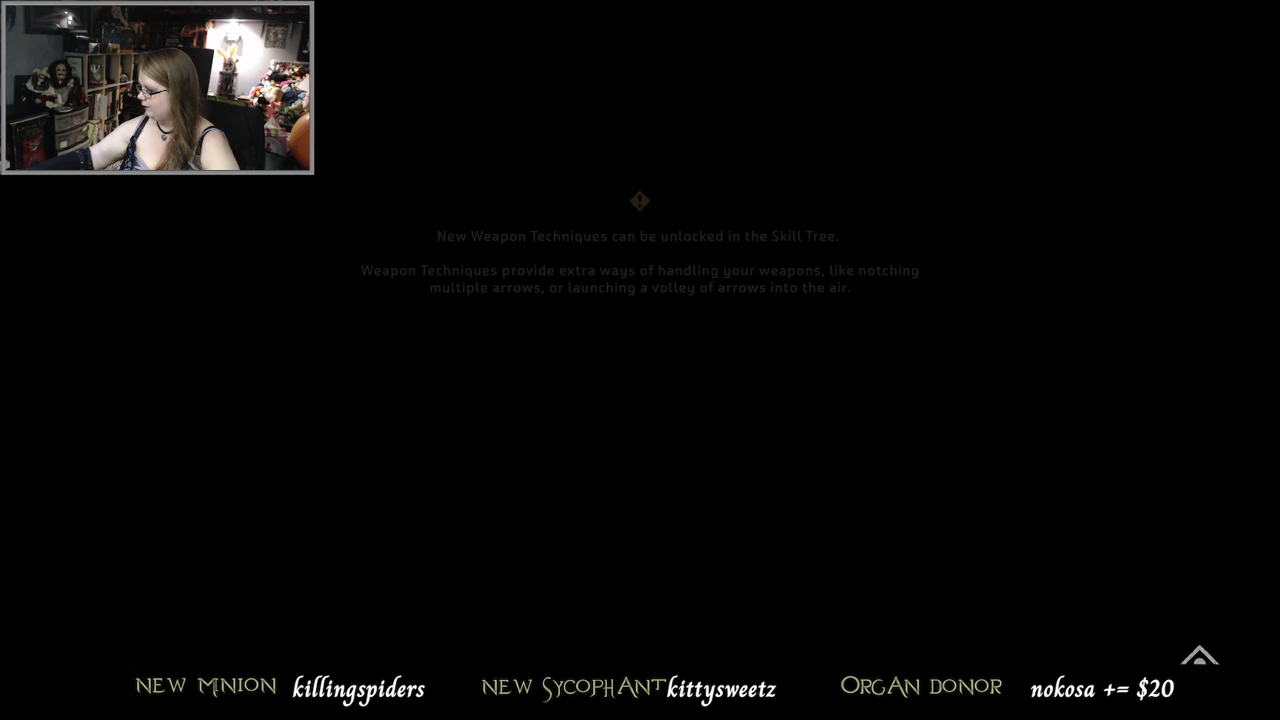 New Weapon Techniques can be unlocked in the Skill Tree.
Weapon Techniques provide extra ways of handling your weapons, like notching
multiple arrows, or launching a volley of arrows into the air.
NEW MINION killingspiders NEW SYCOPHANT kittysweetz ORGAN DONOR nokosa += $20